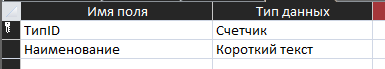 Имя поля Тип данных
ТипID Счетчик
Наименование Короткий текст